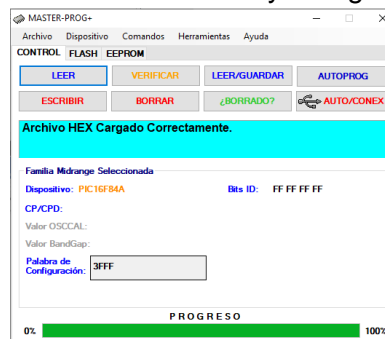 MASTER-PROG+
Archivo Dispositivo Comandos Herramientas Ayuda
CONTROL FLASH EEPROM
LEER VERIFICAR LEER/GUARDAR AUTOPROG
ESCRIBIR BORRAR ¿BORRADO? AUTO/CONEX
Archivo HEX Cargado Correctamente.
Familia Midrange Seleccionada
Dispositivo: PIC16F84A Bits ID: FF FF FF FF
CP/CPD:
Valor OSCCAL:
Valor BandGap:
Palabra de
Configuración: 3FFF
PROGRESO
0% 100%